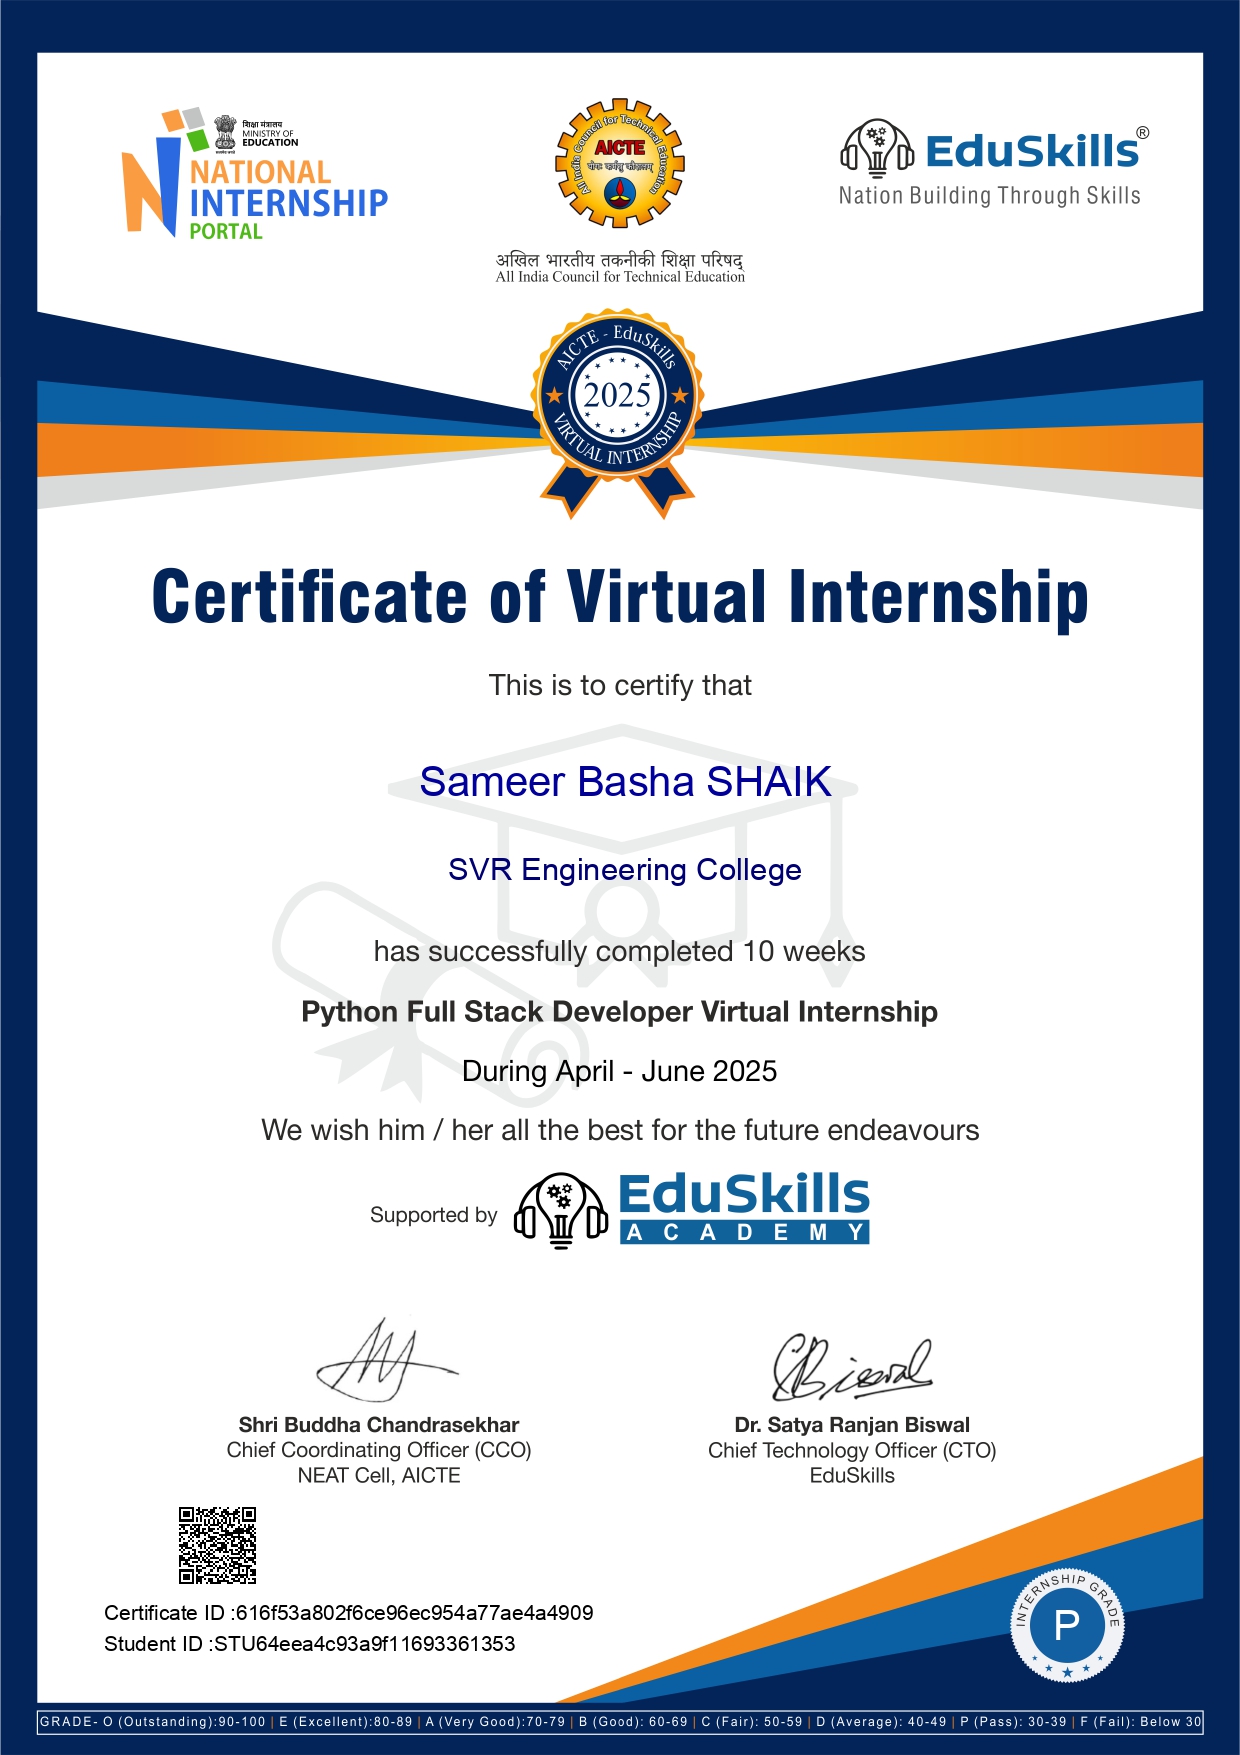 शिक्षा मंत्रालय
MINISTRY OF
EDUCATION
NATIONAL
INTERNSHIP
PORTAL
All India Council for Technical Education
AICTE
योगः कर्मसु कौशलम्
अखिल भारतीय तकनीकी शिक्षा परिषद्
All India Council for Technical Education
EduSkills®
Nation Building Through Skills
AICTE - EduSkills
2025
VIRTUAL INTERNSHIP
Certificate of Virtual Internship
This is to certify that
Sameer Basha SHAIK
SVR Engineering College
has successfully completed 10 weeks
Python Full Stack Developer Virtual Internship
During April - June 2025
We wish him / her all the best for the future endeavours
Supported by
EduSkills
ACADEMY
Shri Buddha Chandrasekhar
Chief Coordinating Officer (CCO)
NEAT Cell, AICTE
Biswal
Dr. Satya Ranjan Biswal
Chief Technology Officer (CTO)
EduSkills
Certificate ID :616f53a802f6ce96ec954a77ae4a4909
Student ID :STU64eea4c93a9f11693361353
INTERNSHIP GRADE
P
GRADE- O (Outstanding):90-100 | E (Excellent):80-89 | A (Very Good):70-79 | B (Good): 60-69 | C (Fair): 50-59 | D (Average): 40-49 | P (Pass): 30-39 | F (Fail): Below 30